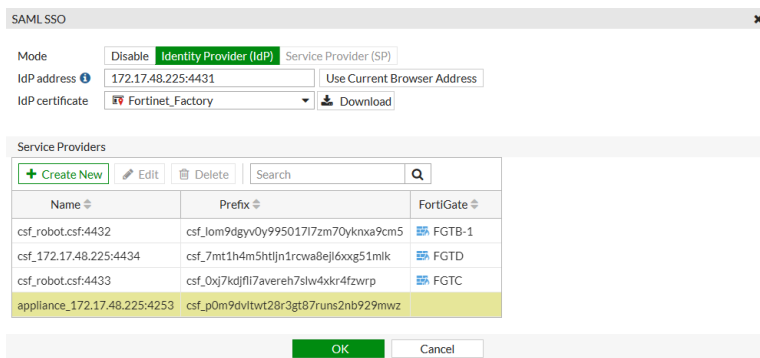 SAML SSO
Mode Disable Identity Provider (IdP) Service Provider (SP)
IdP address 172.17.48.225:4431 Use Current Browser Address
IdP certificate Fortinet_Factory Download
Service Providers
Create New Edit Delete Search
Name Prefix FortiGate
csf_robot.csf:4432 csf_lom9dgyv0y995017l7zm70yknxa9cm5 FGTB-1
csf_172.17.48.225:4434 csf_7mt1h4m5htljn1rcwa8ejl6xxg51mlk FGTD
csf_robot.csf:4433 csf_0xj7kdjfli7avereh7slw4xkr4fzwrp FGTC
appliance_172.17.48.225:4253 csf_p0m9dvltwt28r3gt87runs2nb929mwz
OK Cancel